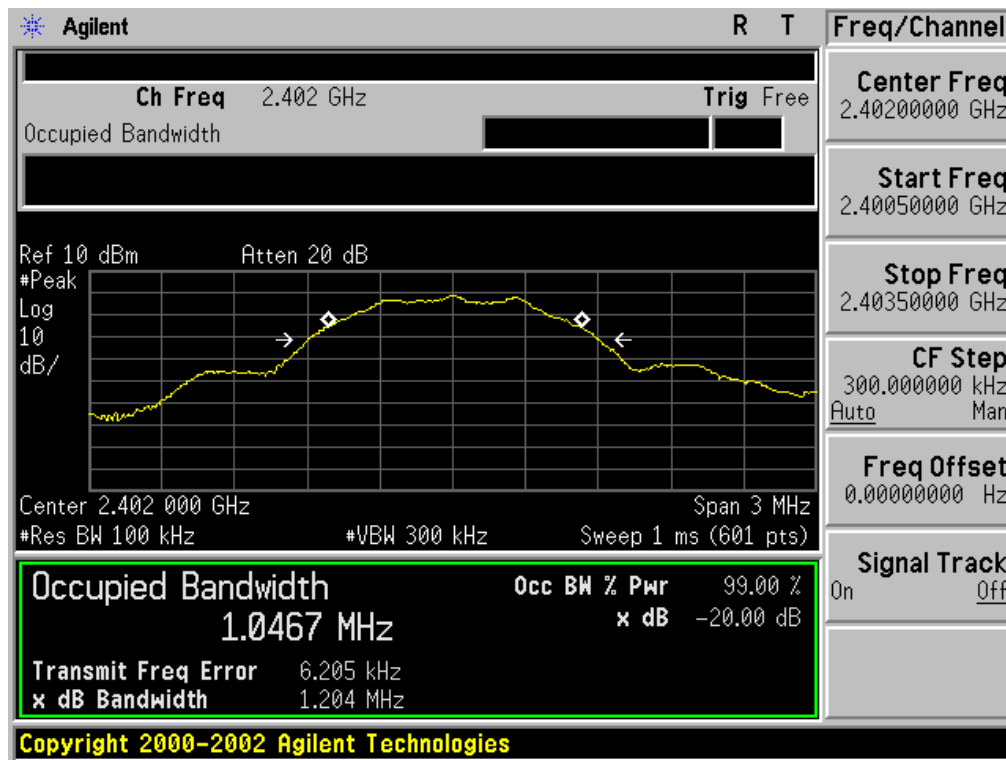 Agilent R T
Ch Freq 2.402 GHz Trig Free
Occupied Bandwidth
Ref 10 dBm Atten 20 dB
#Peak
Log
10
dB/
Center 2.402 000 GHz Span 3 MHz
#Res BW 100 kHz #VBW 300 kHz Sweep 1 ms (601 pts)
Occupied Bandwidth
1.0467 MHz
Occ BW % Pwr 99.00 %
x dB -20.00 dB
Transmit Freq Error 6.205 kHz
x dB Bandwidth 1.204 MHz
Copyright 2000-2002 Agilent Technologies
Freq/Channel
Center Freq
2.40200000 GHz
Start Freq
2.40050000 GHz
Stop Freq
2.40350000 GHz
CF Step
300.000000 kHz
Auto Man
Freq Offset
0.00000000 Hz
Signal Track
On Off